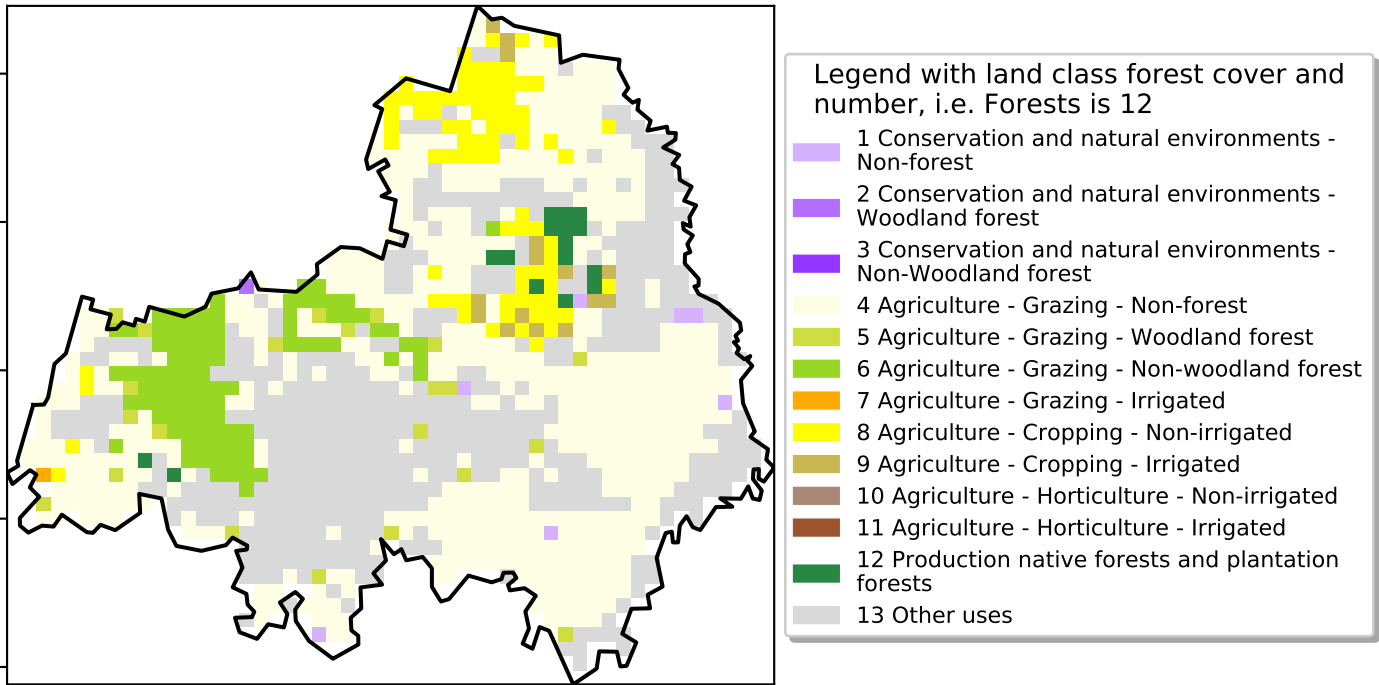 Legend with land class forest cover and
number, i.e. Forests is 12
1 Conservation and natural environments -
Non-forest
2 Conservation and natural environments -
Woodland forest
3 Conservation and natural environments -
Non-Woodland forest
4 Agriculture - Grazing - Non-forest
5 Agriculture - Grazing - Woodland forest
6 Agriculture - Grazing - Non-woodland forest
7 Agriculture - Grazing - Irrigated
8 Agriculture - Cropping - Non-irrigated
9 Agriculture - Cropping - Irrigated
10 Agriculture - Horticulture - Non-irrigated
11 Agriculture - Horticulture - Irrigated
12 Production native forests and plantation
forests
13 Other uses